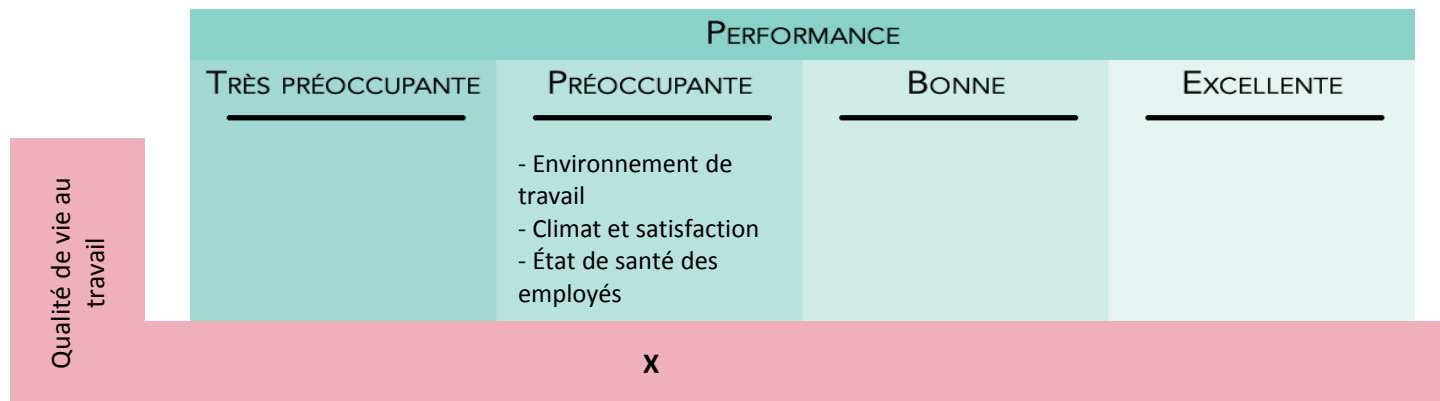 PERFORMANCE
TRÈS PRÉOCCUPANTE
PRÉOCCUPANTE
BONNE
EXCELLENTE
Qualité de vie au
travail
- Environnement de
travail
- Climat et satisfaction
- État de santé des
employés
X